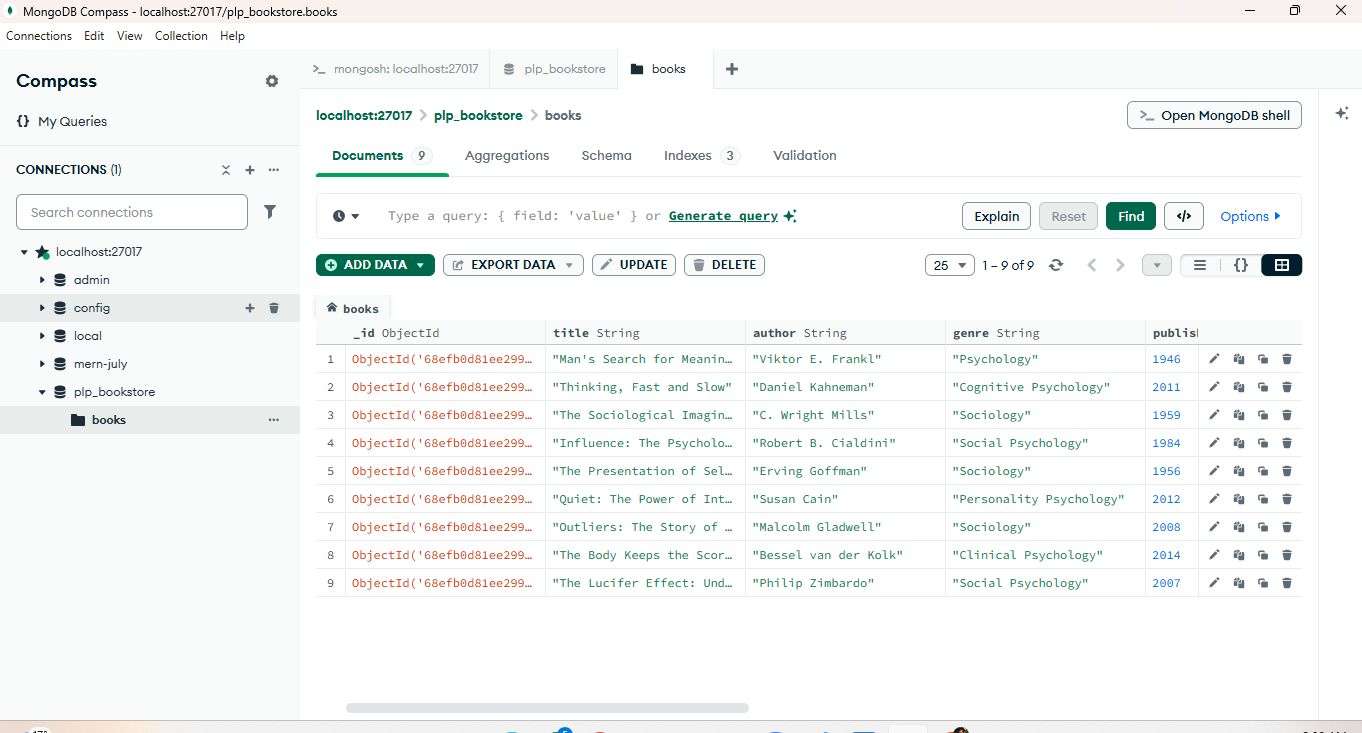 MongoDB Compass - localhost:27017/plp_bookstore.books
Connections Edit View Collection Help
Compass
{} My Queries
CONNECTIONS (1)
Search connections
localhost:27017
admin
config
local
mern-july
plp_bookstore
books
>_ mongosh: localhost:27017 plp_bookstore books
localhost:27017 > plp_bookstore > books
>_ Open MongoDB shell
Documents 9 Aggregations Schema Indexes 3 Validation
Type a query: { field: 'value' } or Generate query
Explain Reset Find </> Options
ADD DATA EXPORT DATA UPDATE DELETE
25 1 – 9 of 9 {}
books
_id ObjectId title String author String genre String publis
1 ObjectId('68efb0d81ee299… "Man's Search for Meanin… "Viktor E. Frankl" "Psychology" 1946
2 ObjectId('68efb0d81ee299… "Thinking, Fast and Slow" "Daniel Kahneman" "Cognitive Psychology" 2011
3 ObjectId('68efb0d81ee299… "The Sociological Imagin… "C. Wright Mills" "Sociology" 1959
4 ObjectId('68efb0d81ee299… "Influence: The Psycholo… "Robert B. Cialdini" "Social Psychology" 1984
5 ObjectId('68efb0d81ee299… "The Presentation of Sel… "Erving Goffman" "Sociology" 1956
6 ObjectId('68efb0d81ee299… "Quiet: The Power of Int… "Susan Cain" "Personality Psychology" 2012
7 ObjectId('68efb0d81ee299… "Outliers: The Story of … "Malcolm Gladwell" "Sociology" 2008
8 ObjectId('68efb0d81ee299… "The Body Keeps the Scor… "Bessel van der Kolk" "Clinical Psychology" 2014
9 ObjectId('68efb0d81ee299… "The Lucifer Effect: Und… "Philip Zimbardo" "Social Psychology" 2007